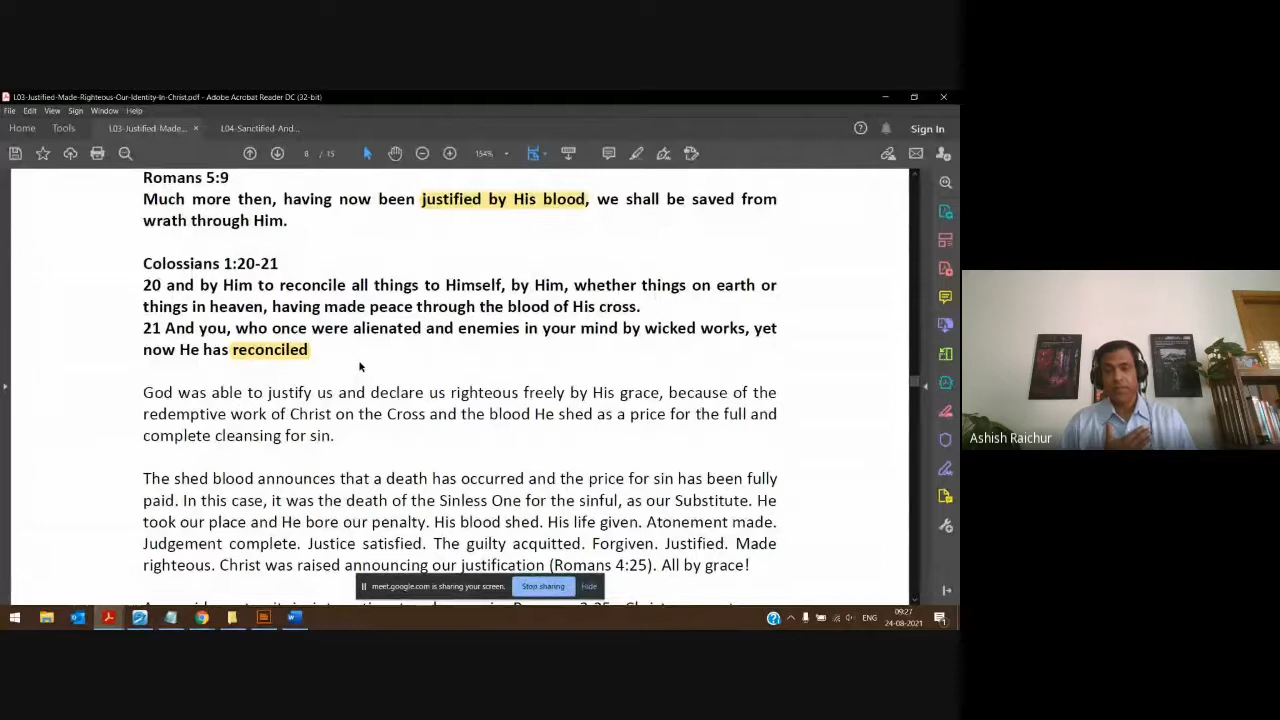 L03-Justified-Made-Righteous-Our-Identity-In-Christ.pdf - Adobe Acrobat Reader DC (32-bit)
File Edit View Sign Window Help
Home Tools L03-Justified-Made... × L04-Sanctified-And... Sign In
8 / 15 154%
Romans 5:9
Much more then, having now been justified by His blood, we shall be saved from
wrath through Him.
Colossians 1:20-21
20 and by Him to reconcile all things to Himself, by Him, whether things on earth or
things in heaven, having made peace through the blood of His cross.
21 And you, who once were alienated and enemies in your mind by wicked works, yet
now He has reconciled
God was able to justify us and declare us righteous freely by His grace, because of the
redemptive work of Christ on the Cross and the blood He shed as a price for the full and
complete cleansing for sin.
The shed blood announces that a death has occurred and the price for sin has been fully
paid. In this case, it was the death of the Sinless One for the sinful, as our Substitute. He
took our place and He bore our penalty. His blood shed. His life given. Atonement made.
Judgement complete. Justice satisfied. The guilty acquitted. Forgiven. Justified. Made
righteous. Christ was raised announcing our justification (Romans 4:25). All by grace!
meet.google.com is sharing your screen. Stop sharing Hide
ENG
09:27
24-08-2021
Ashish Raichur